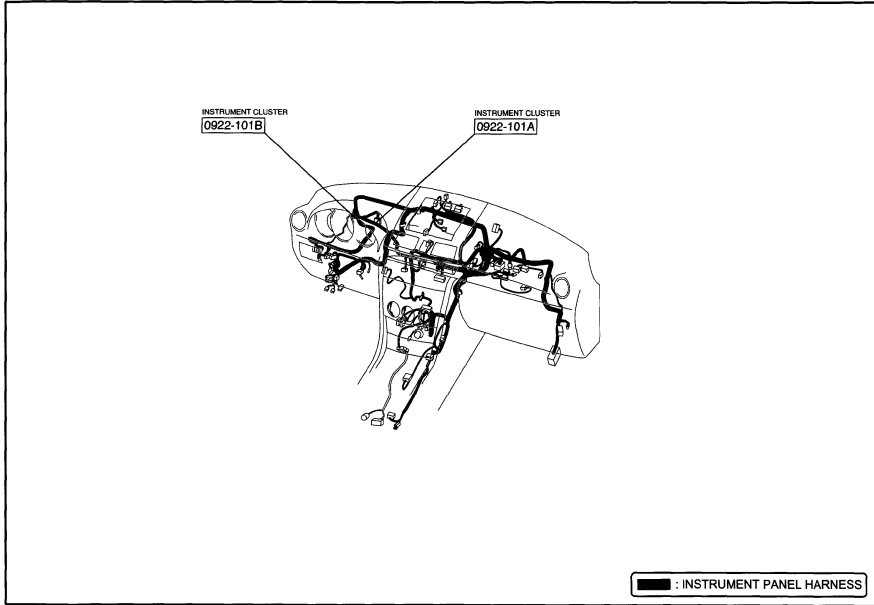 INSTRUMENT CLUSTER
0922-101B
INSTRUMENT CLUSTER
0922-101A
: INSTRUMENT PANEL HARNESS